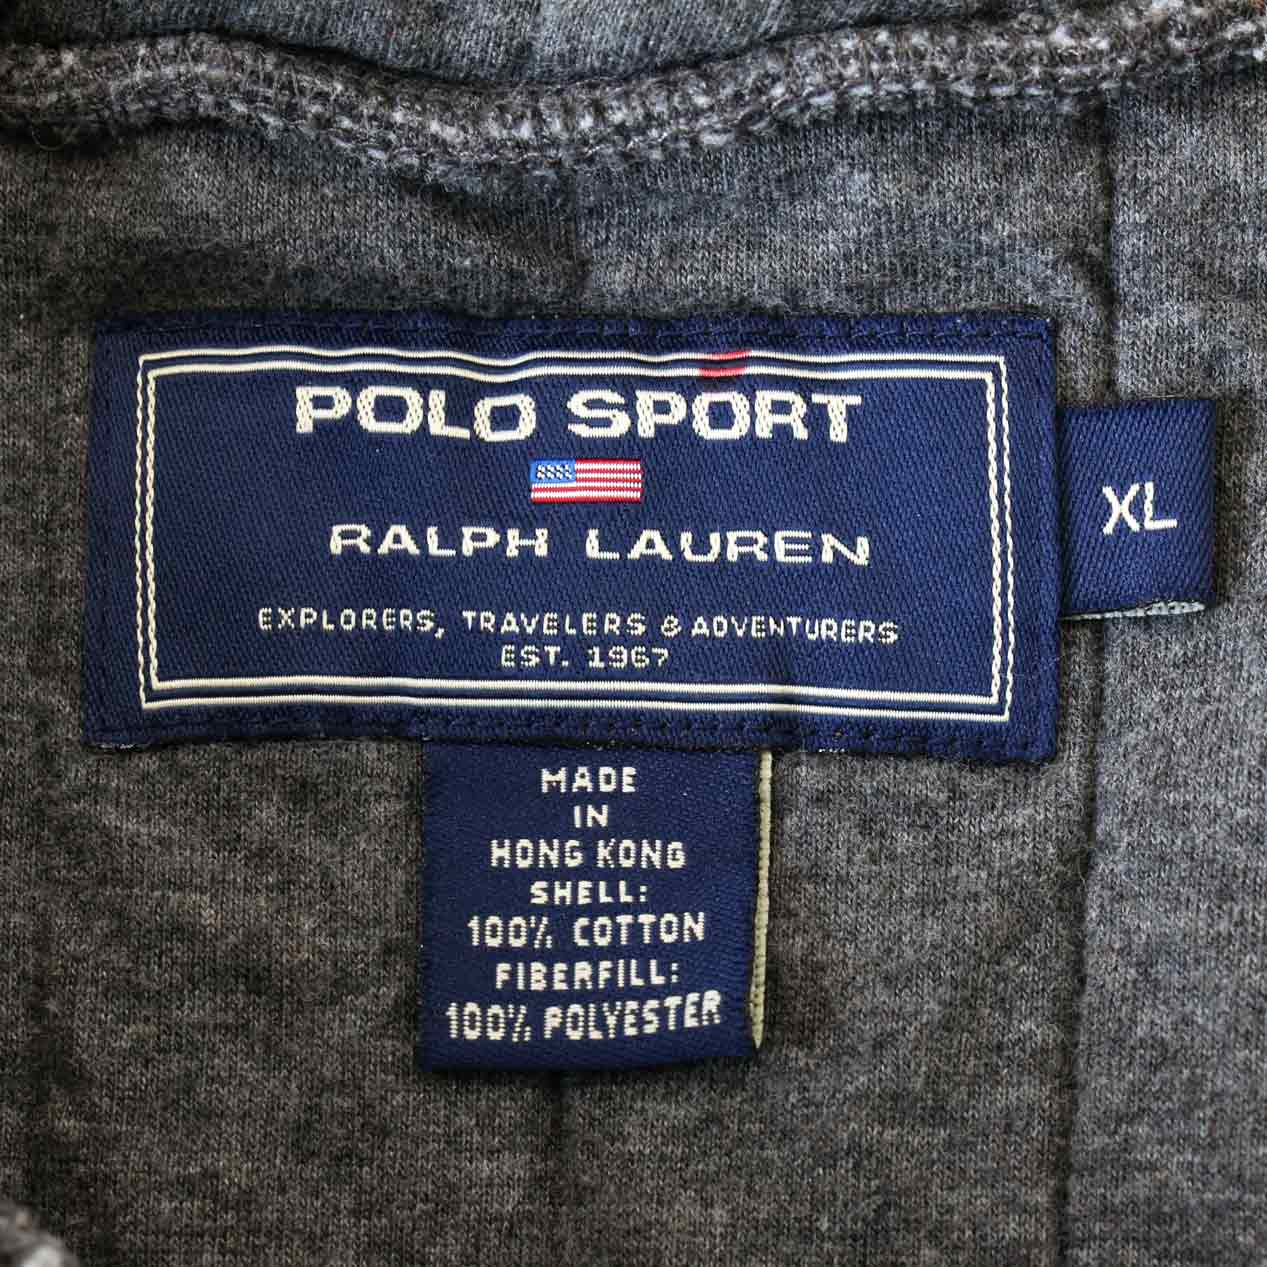 POLO SPORT
RALPH LAUREN
EXPLORERS, TRAVELERS & ADVENTURERS
EST. 1967
XL
MADE
IN
HONG KONG
SHELL:
100% COTTON
FIBERFILL:
100% POLYESTER